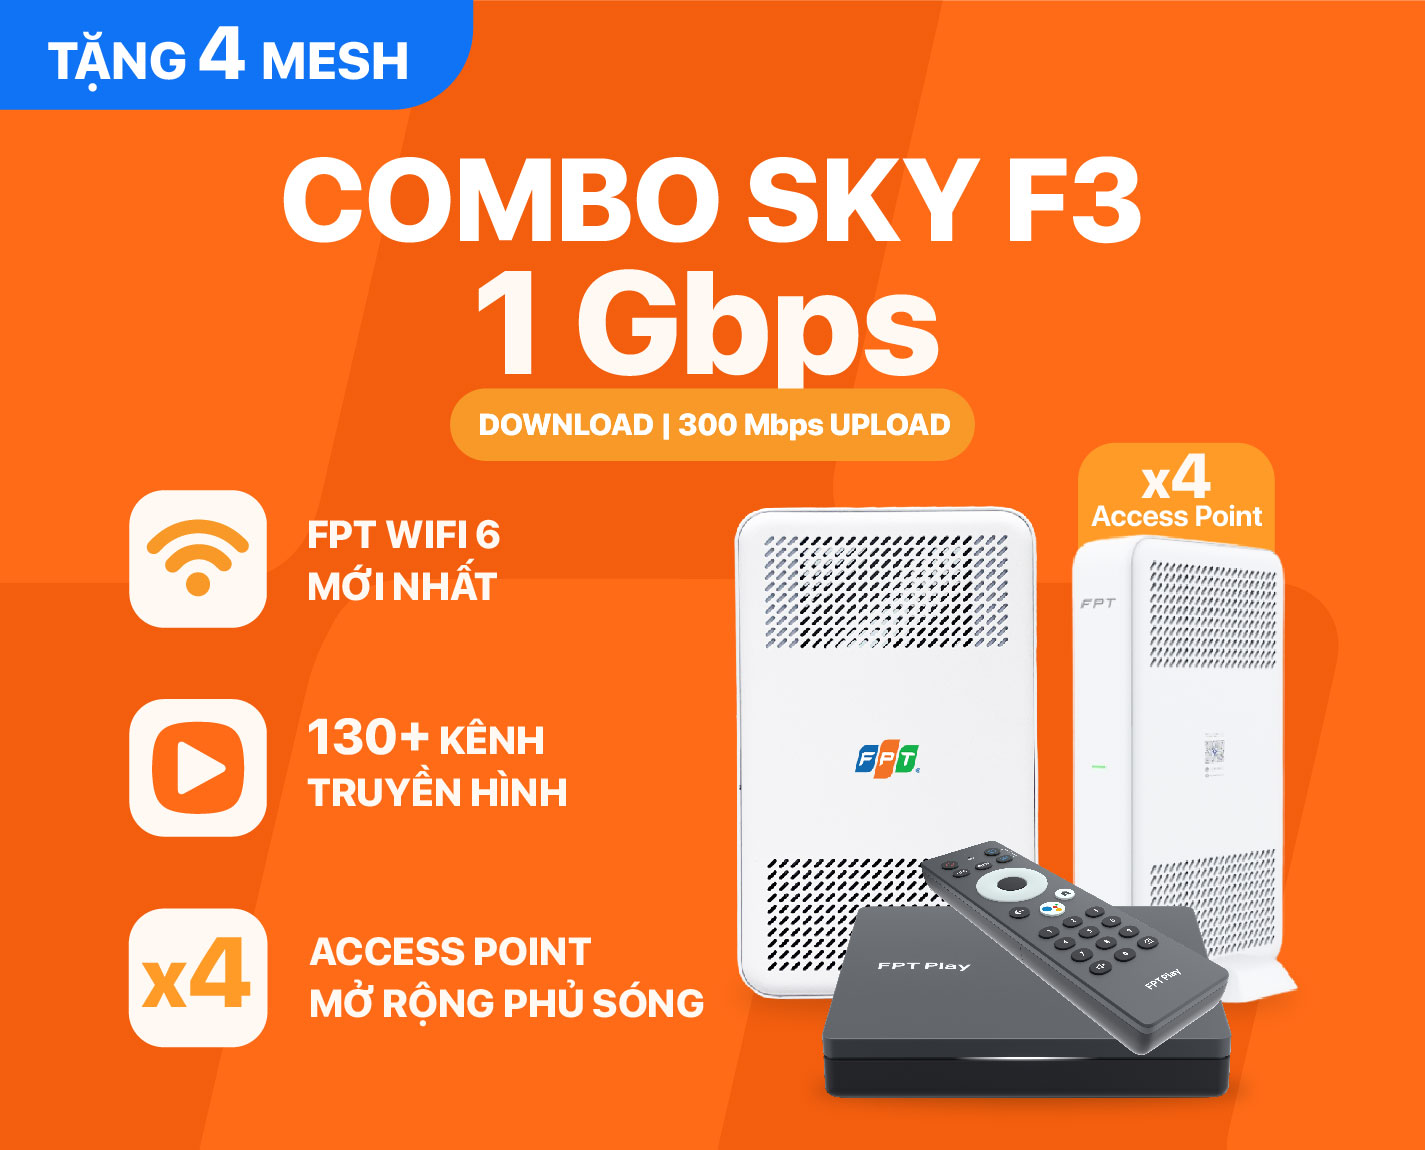 TẶNG 4 MESH
COMBO SKY F3
1 Gbps
DOWNLOAD | 300 Mbps UPLOAD
x4
Access Point
FPT WIFI 6
MỚI NHẤT
FPT
130+ KÊNH
TRUYỀN HÌNH
FPT
x4
ACCESS POINT
MỞ RỘNG PHỦ SÓNG
FPT Play
FPT Play